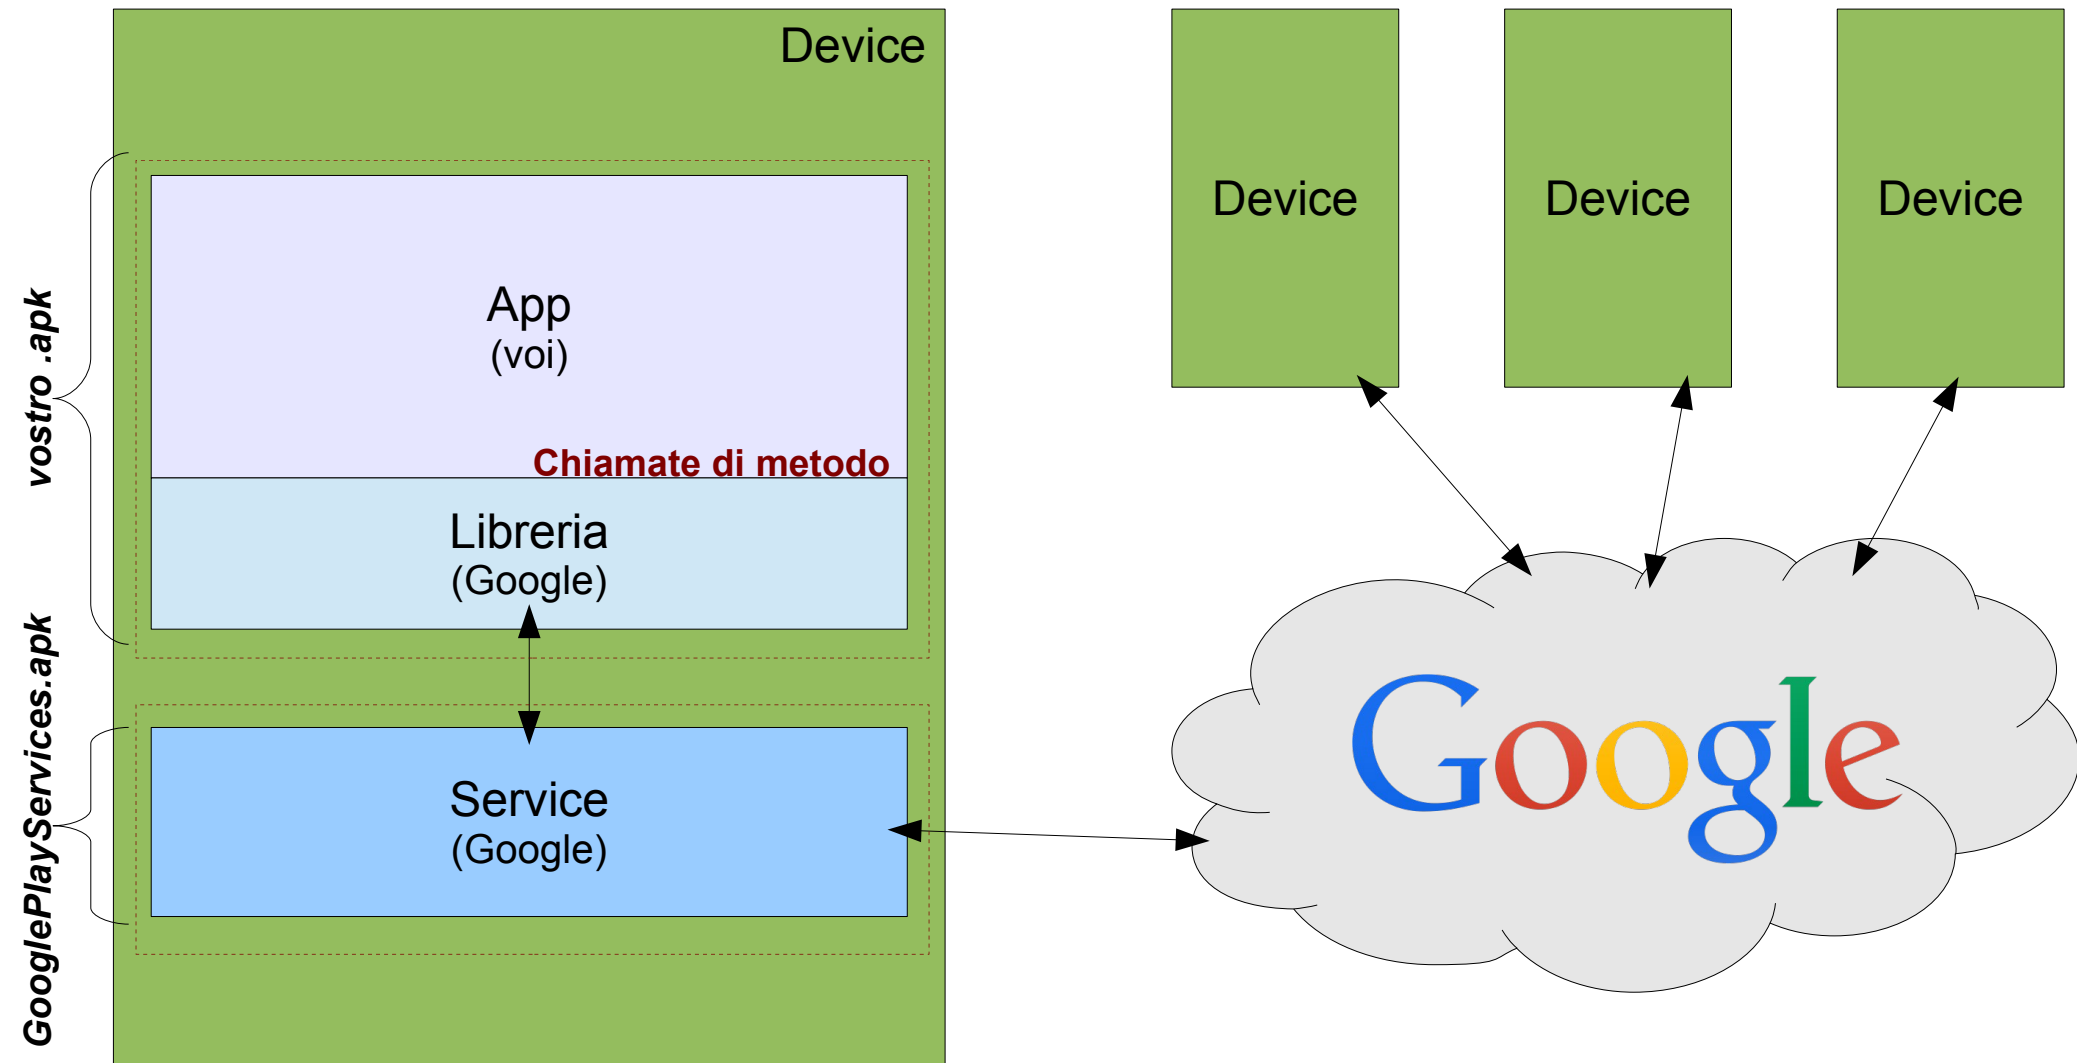 Device
vostro .apk
App
(voi)
Chiamate di metodo
Libreria
(Google)
GooglePlayServices.apk
Service
(Google)
Device
Device
Device
Google